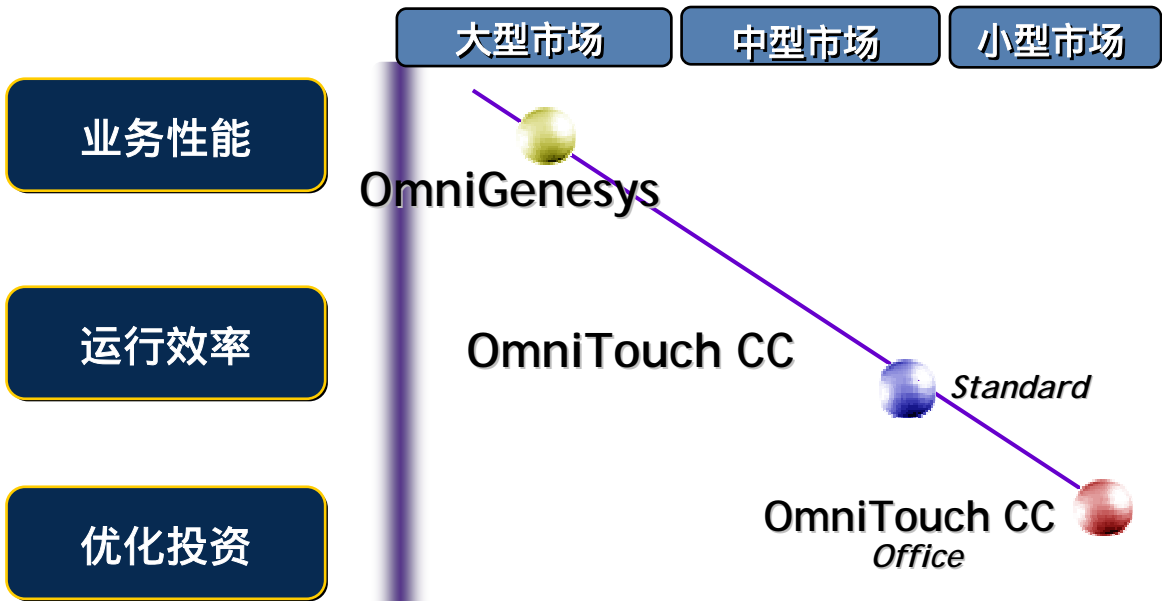 大型市场
中型市场
小型市场
业务性能
OmniGenesys
运行效率
OmniTouch CC
Standard
优化投资
OmniTouch CC
Office